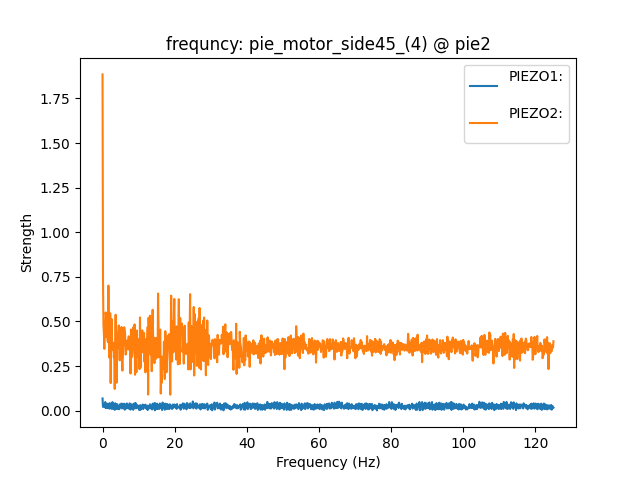 frequncy: pie_motor_side45_(4) @ pie2
PIEZO1:
PIEZO2:
Strength
1.75
1.50
1.25
1.00
0.75
0.50
0.25
0.00
0 20 40 60 80 100 120
Frequency (Hz)